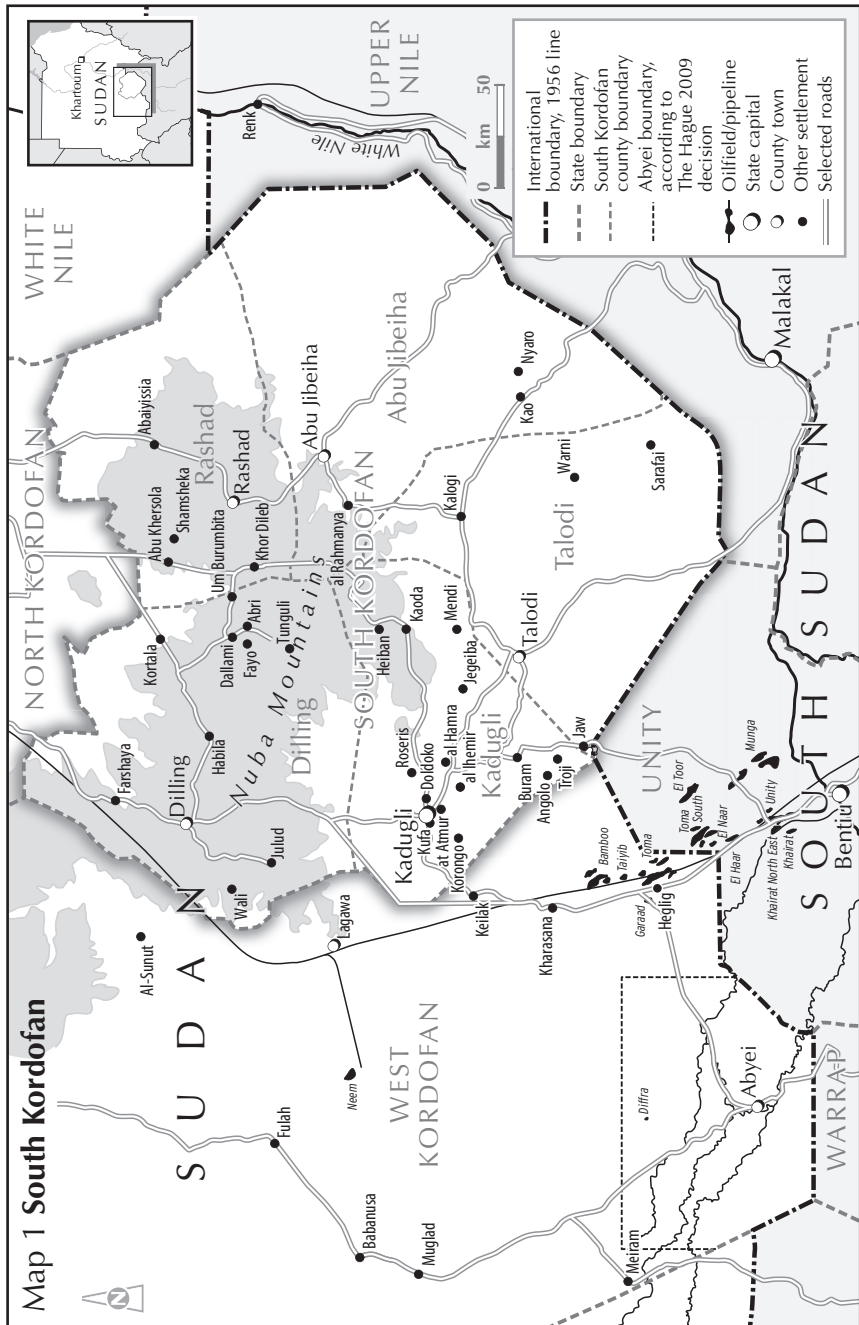 Map 1 South Kordofan
N
Khartoum
SUDAN
WHITE
NILE
UPPER
NILE
NORTH KORDOFAN
SUDAN
WEST
KORDOFAN
SOUTH KORDOFAN
Nuba Mountains
UNITY
WARRAP
SOUTH SUDAN
White Nile
Renk
Rashad
Rashad
Abaiyissia
Abu Khersola
Shamsheka
Um Burumbita
Khor Dileb
Abu Jibeiha
Abu Jibeiha
al Rahmanya
Kortala
Dallami
Abri
Fayo
Tunguli
Habila
Farshaya
Dilling
Dilling
Julud
Wali
Al-Sunut
Lagawa
Heiban
Kaoda
Mendi
Jegeiba
Kalogi
Nyaro
Kao
Warni
Sarafai
Talodi
Talodi
Roseris
Doldoko
al Hamra
al Ihemir
Kadugli
Kadugli
Kufa
at Atmur
Korongo
Keilak
Buram
Angolo
Troji
Jaw
Kharasana
Heglig
Garaad
Bamboo
Taiyib
Toma
Toma
South
El Toor
El Naar
El Haar
Munga
Unity
Khairat North East
Khairat
Bentiu
Malakal
Neem
Fulah
Babanusa
Muglad
Meiram
Diffra
Abyei
0 km 50
International
boundary, 1956 line
State boundary
South Kordofan
county boundary
Abyei boundary,
according to
The Hague 2009
decision
Oilfield/pipeline
State capital
County town
Other settlement
Selected roads